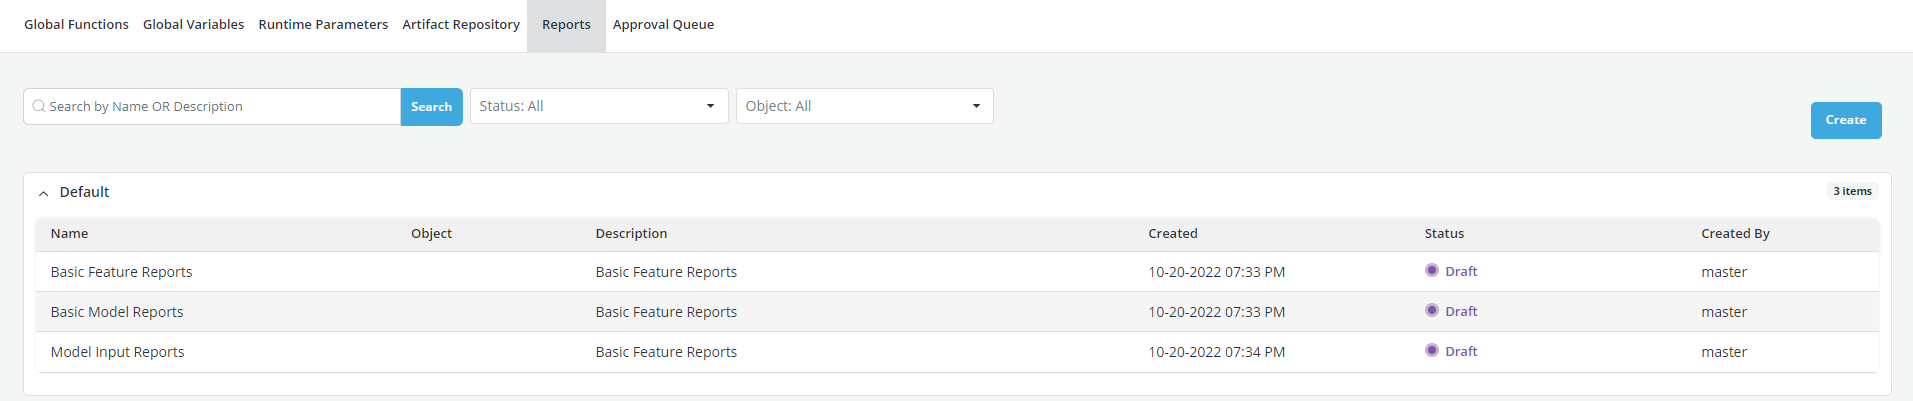 Global Functions Global Variables Runtime Parameters Artifact Repository Reports Approval Queue
Search by Name OR Description Search Status: All Object: All
Create
Default 3 items
Name Object Description Created Status Created By
Basic Feature Reports Basic Feature Reports 10-20-2022 07:33 PM Draft master
Basic Model Reports Basic Feature Reports 10-20-2022 07:33 PM Draft master
Model Input Reports Basic Feature Reports 10-20-2022 07:34 PM Draft master